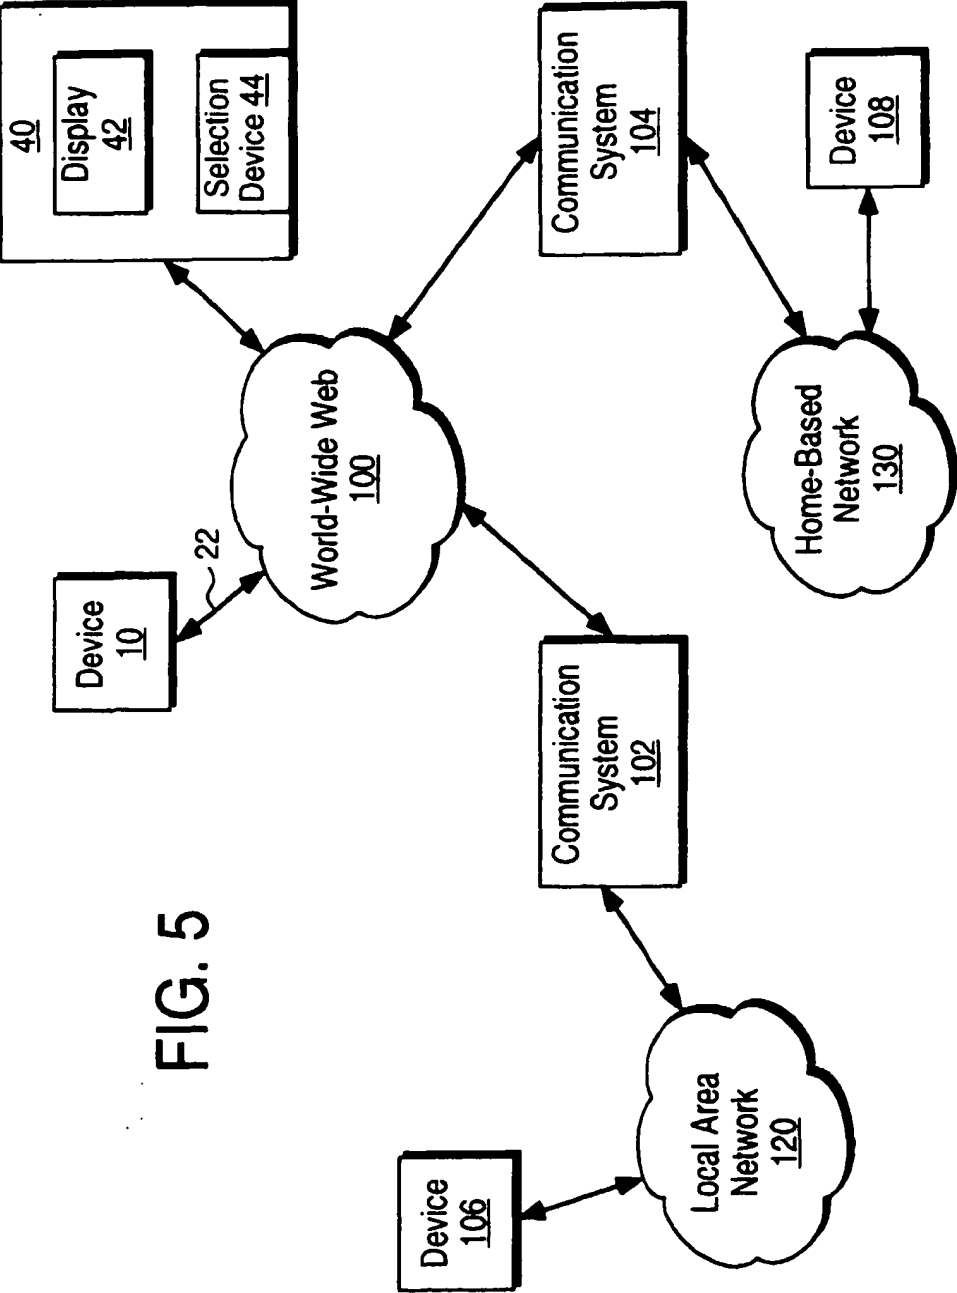 FIG. 5
Device
106
Local Area
Network
120
Communication
System
102
Device
10
22
World-Wide Web
100
40
Display
42
Selection
Device 44
Communication
System
104
Home-Based
Network
130
Device
108